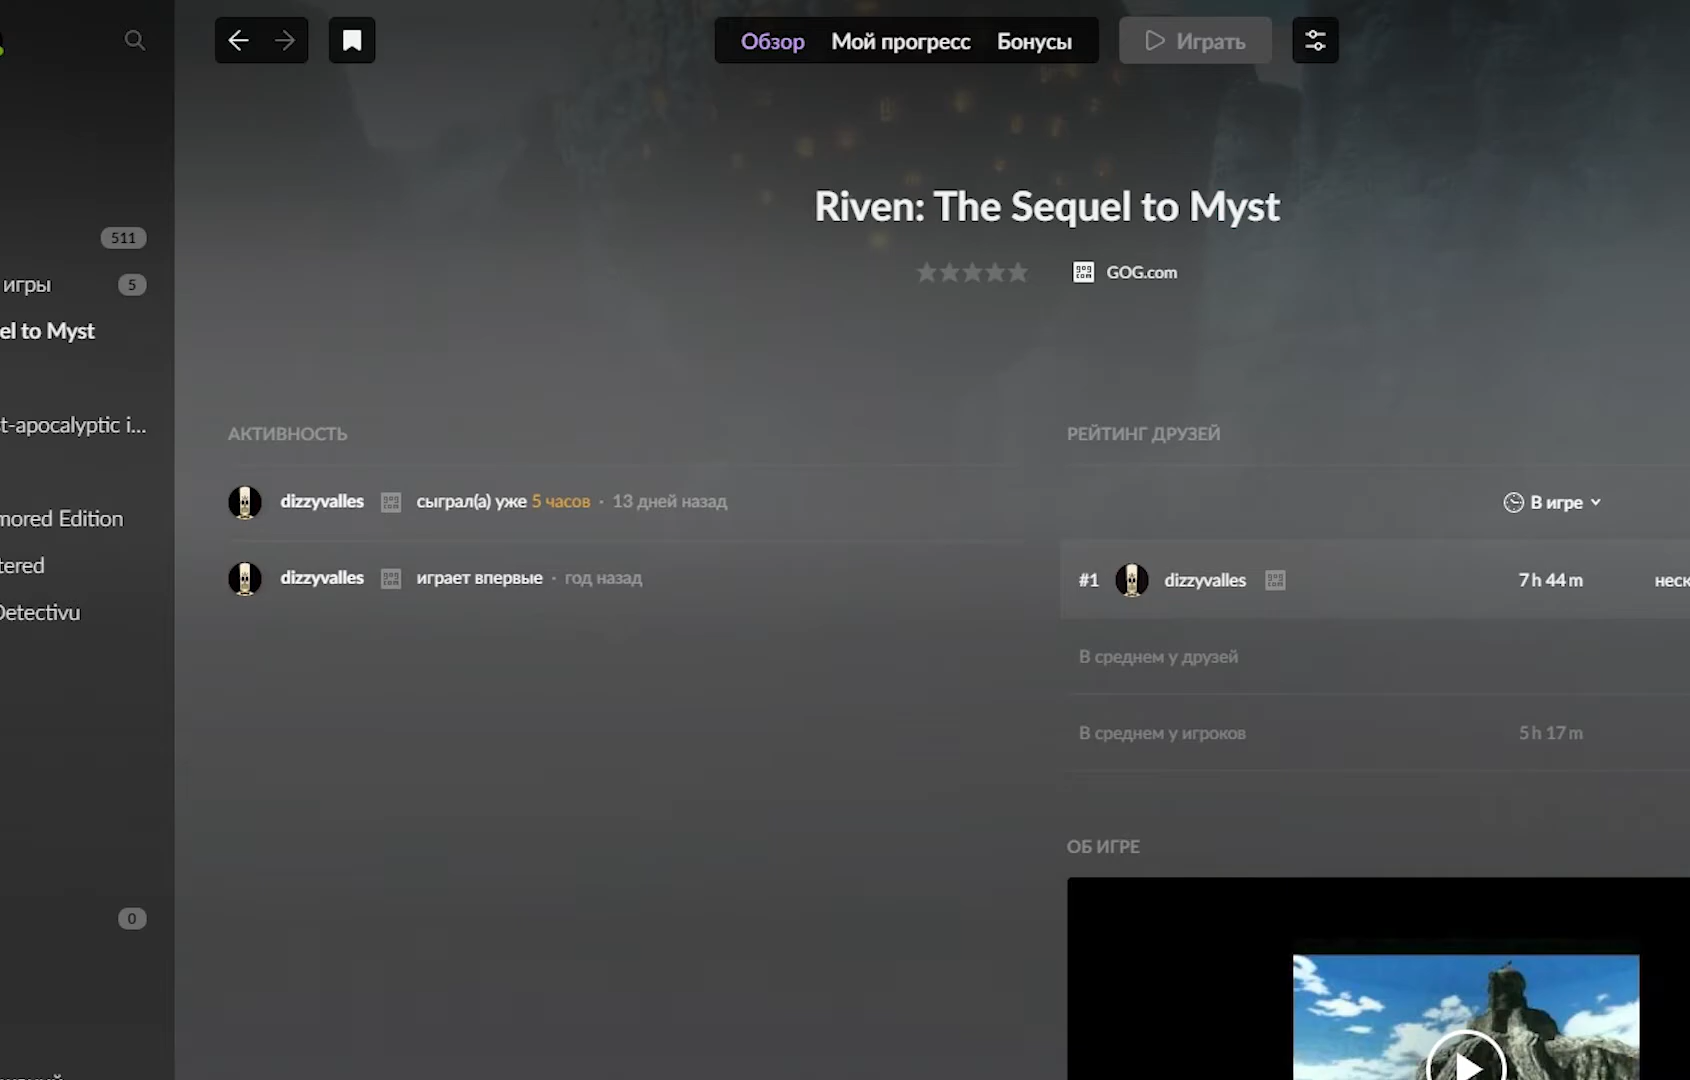 Обзор Мой прогресс Бонусы Играть
Riven: The Sequel to Myst
GOG.com
511
игры 5
el to Myst
t-apocalyptic i...
mored Edition
tered
Detectivu
0
АКТИВНОСТЬ
dizzyvalles сыграл(а) уже 5 часов · 13 дней назад
dizzyvalles играет впервые · год назад
РЕЙТИНГ ДРУЗЕЙ
В игре
#1 dizzyvalles 7 h 44 m неск
В среднем у друзей
В среднем у игроков 5 h 17 m
ОБ ИГРЕ